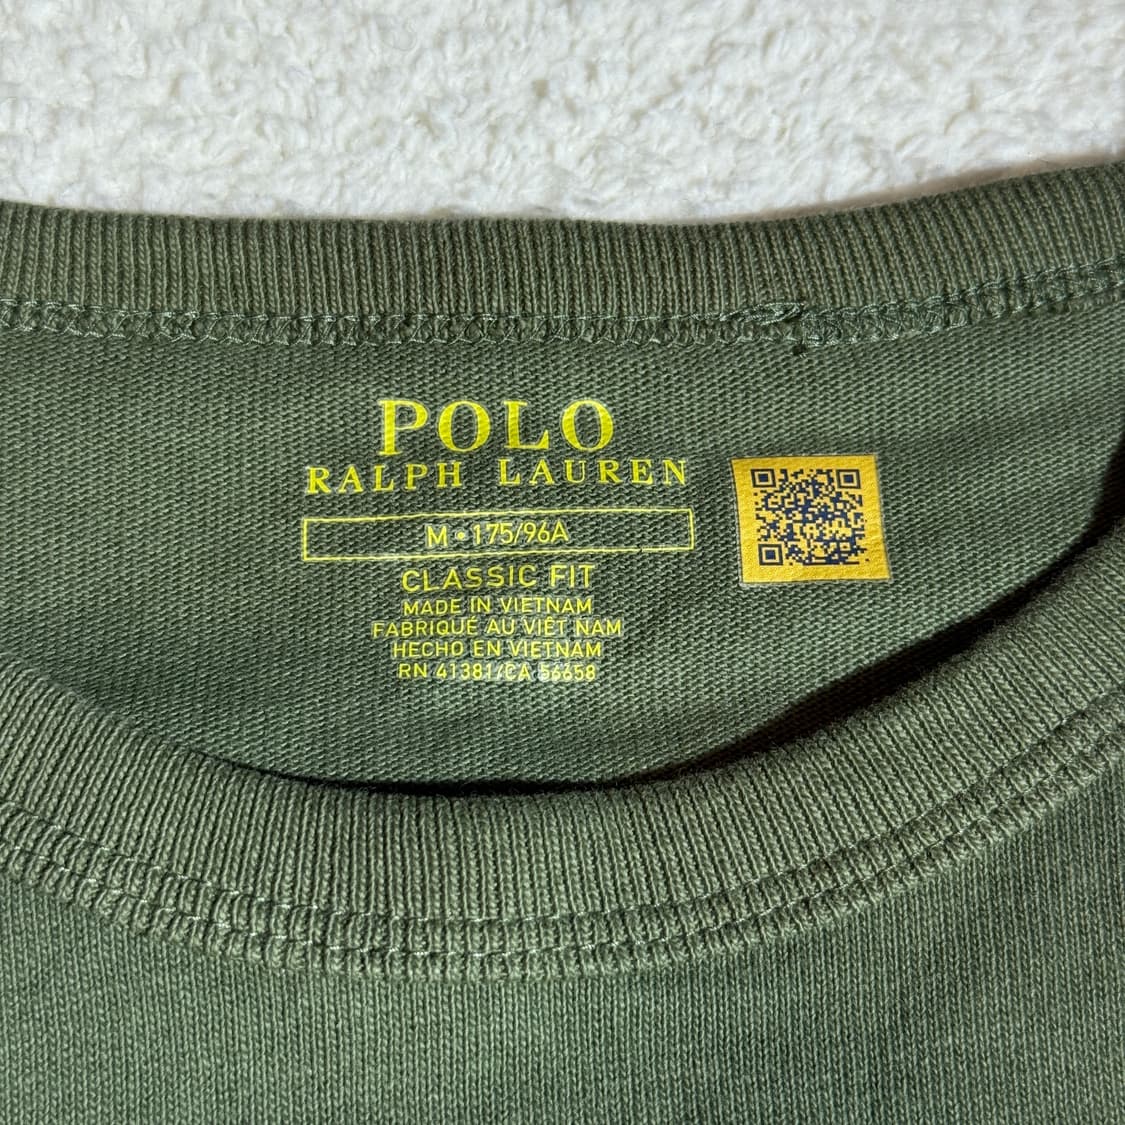 POLO
RALPH LAUREN
M • 175/96A
CLASSIC FIT
MADE IN VIETNAM
FABRIQUÉ AU VIÊT NAM
HECHO EN VIETNAM
RN 41381/CA 56658